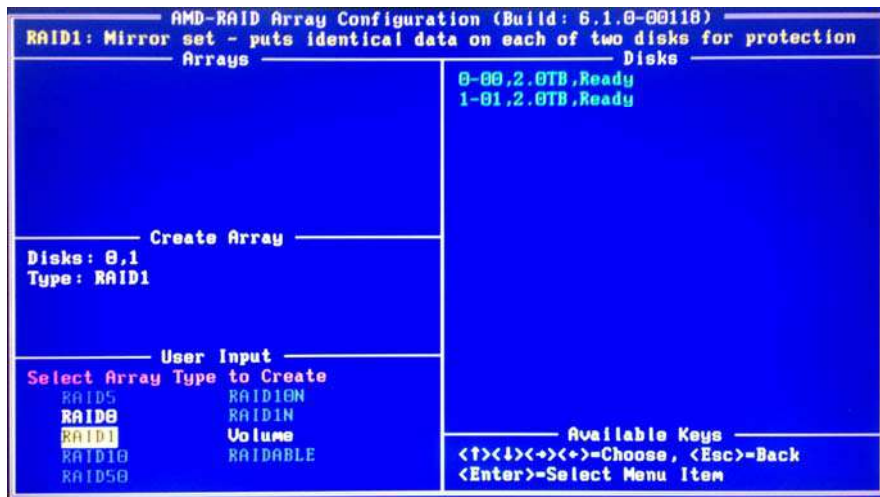 AMD-RAID Array Configuration (Build: 6.1.0-00118)
RAID1: Mirror set - puts identical data on each of two disks for protection
Arrays
Disks
0-00,2.0TB,Ready
1-01,2.0TB,Ready
Create Array
Disks: 0,1
Type: RAID1
User Input
Select Array Type to Create
RAID5 RAID10N
RAID0 RAID1N
RAID1 Volume
RAID10 RAIDABLE
RAID50
Available Keys
<↑><↓><→><←>=Choose, <Esc>=Back
<Enter>=Select Menu Item